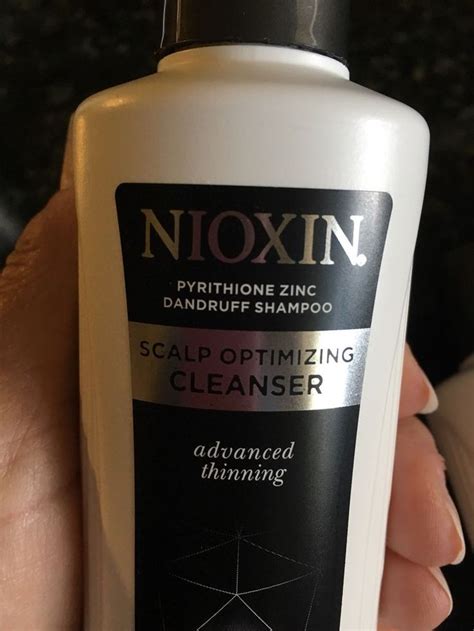 NIOXIN®
PYRITHIONE ZINC
DANDRUFF SHAMPOO
SCALP OPTIMIZING
CLEANSER
advanced
thinning